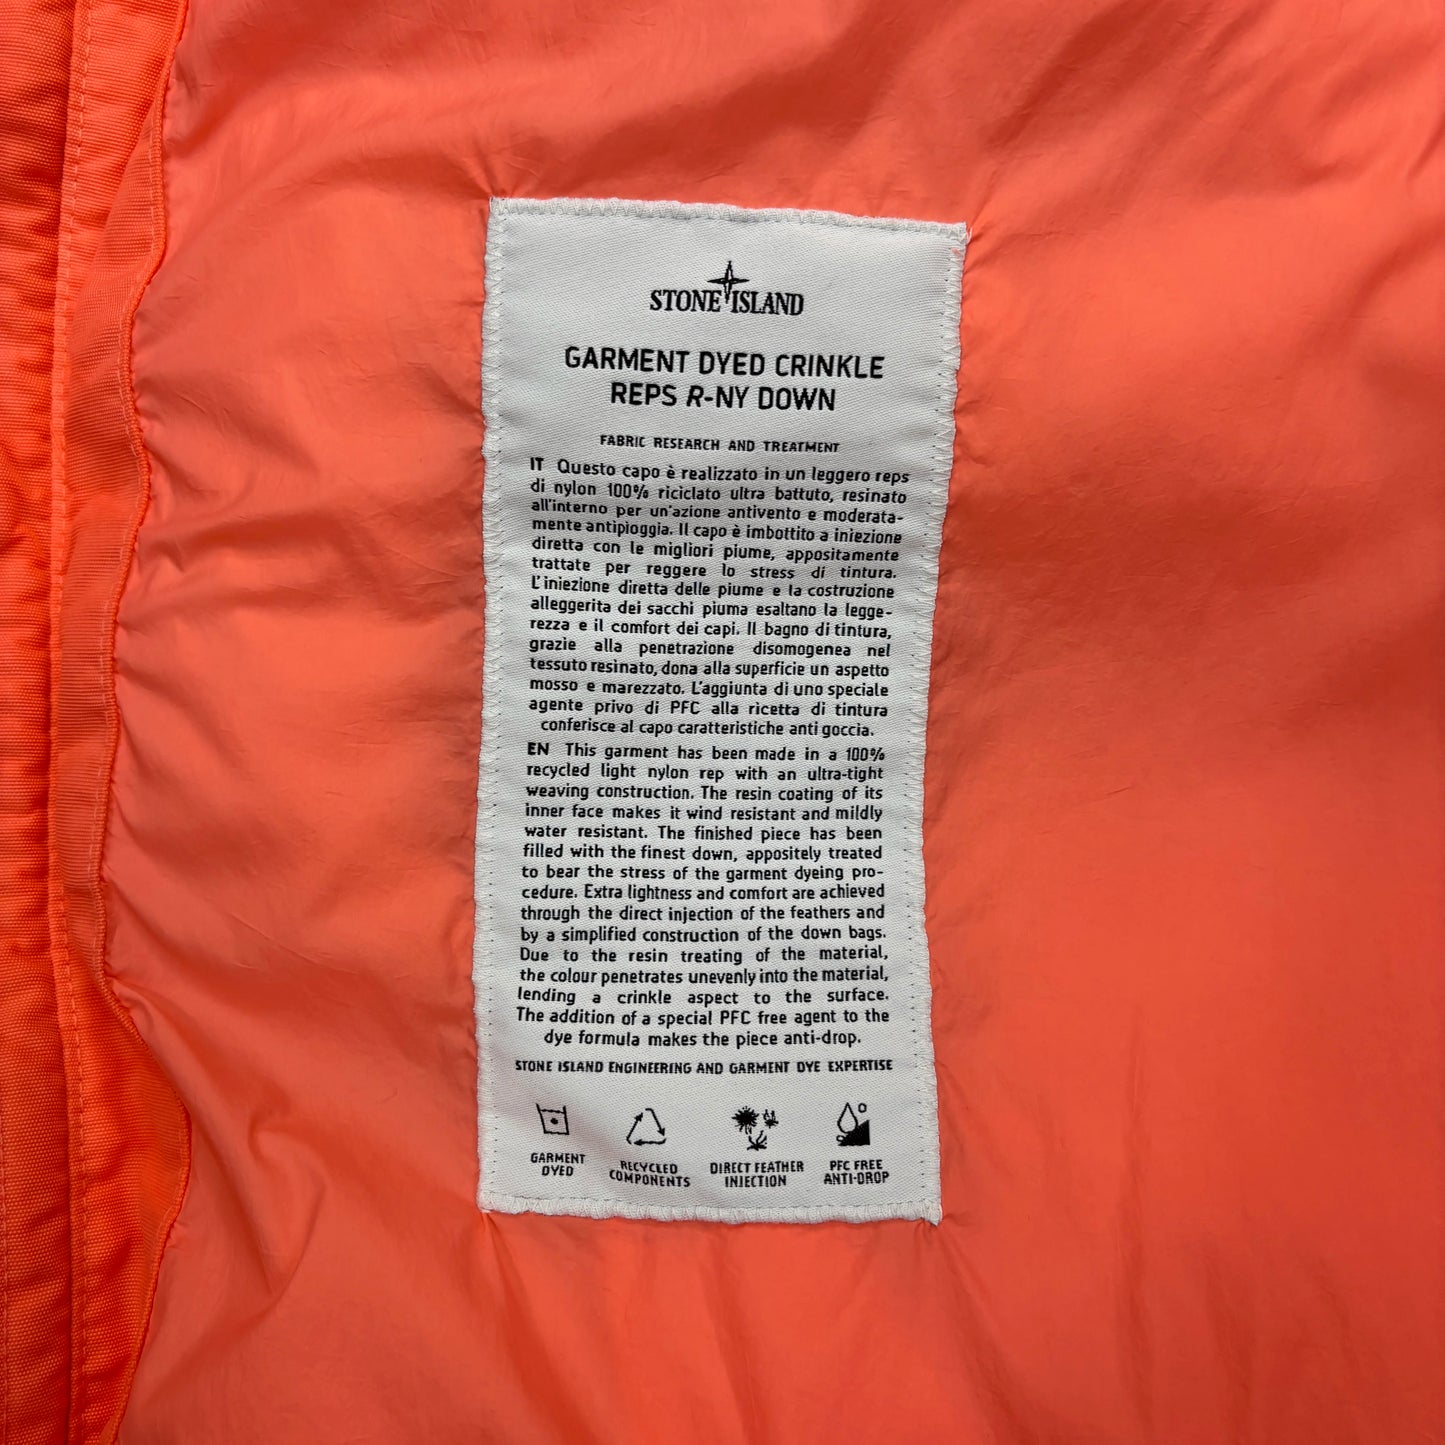 STONE ISLAND
GARMENT DYED CRINKLE
REPS R-NY DOWN
FABRIC RESEARCH AND TREATMENT
IT Questo capo è realizzato in un leggero reps
di nylon 100% riciclato ultra battuto, resinato
all'interno per un'azione antivento e moderata-
mente antipioggia. Il capo è imbottito a iniezione
diretta con le migliori piume, appositamente
trattate per reggere lo stress di tintura.
L'iniezione diretta delle piume e la costruzione
alleggerita dei sacchi piuma esaltano la legge-
rezza e il comfort dei capi. Il bagno di tintura,
grazie alla penetrazione disomogenea nel
tessuto resinato, dona alla superficie un aspetto
mosso e marezzato. L'aggiunta di uno speciale
agente privo di PFC alla ricetta di tintura
conferisce al capo caratteristiche anti goccia.
EN This garment has been made in a 100%
recycled light nylon rep with an ultra-tight
weaving construction. The resin coating of its
inner face makes it wind resistant and mildly
water resistant. The finished piece has been
filled with the finest down, appositely treated
to bear the stress of the garment dyeing pro-
cedure. Extra lightness and comfort are achieved
through the direct injection of the feathers and
by a simplified construction of the down bags.
Due to the resin treating of the material,
the colour penetrates unevenly into the material,
lending a crinkle aspect to the surface.
The addition of a special PFC free agent to the
dye formula makes the piece anti-drop.
STONE ISLAND ENGINEERING AND GARMENT DYE EXPERTISE
GARMENT
DYED
RECYCLED
COMPONENTS
DIRECT FEATHER
INJECTION
PFC FREE
ANTI-DROP